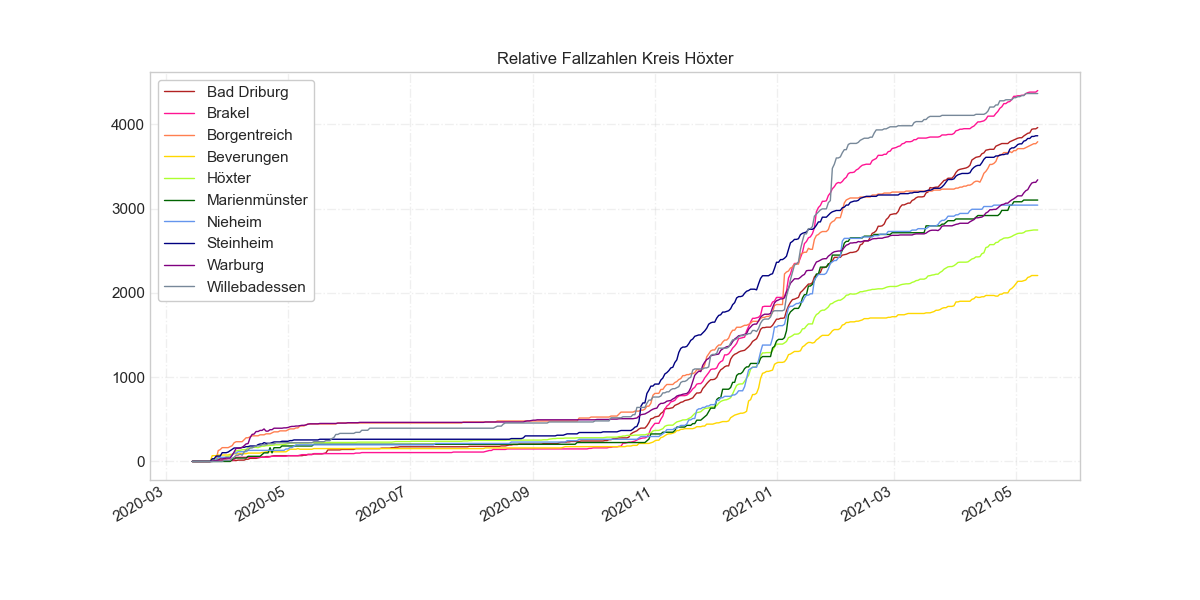 Relative Fallzahlen Kreis Höxter
Bad Driburg
Brakel
Borgentreich
Beverungen
Höxter
Marienmünster
Nieheim
Steinheim
Warburg
Willebadessen
4000
3000
2000
1000
0
2020-03
2020-05
2020-07
2020-09
2020-11
2021-01
2021-03
2021-05